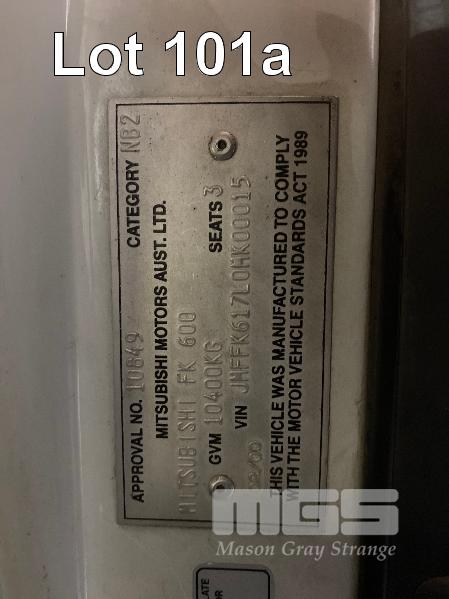 Lot 101a
APPROVAL NO. 10849 CATEGORY NB2
MITSUBISHI MOTORS AUST. LTD.
MITSUBISHI FK 600
GVM 10400KG SEATS 3
VIN JMFFK617L0HK00015
THIS VEHICLE WAS MANUFACTURED TO COMPLY
WITH THE MOTOR VEHICLE STANDARDS ACT 1989
MGS
Mason Gray Strange